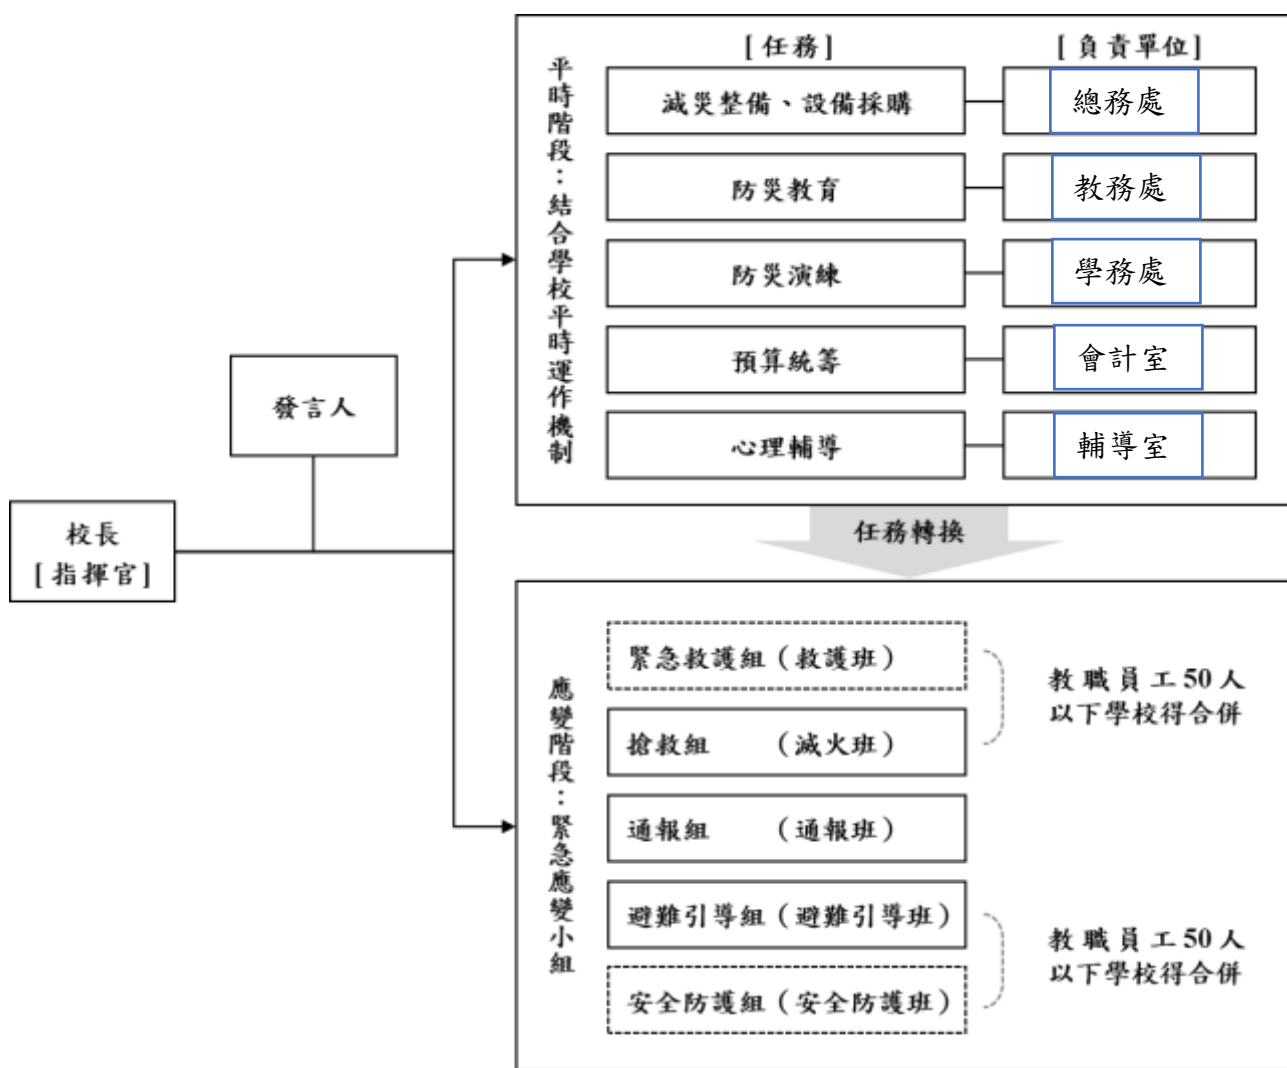 [任務]
[負責單位]
平時階段：結合學校平時運作機制
減災整備、設備採購
總務處
防災教育
教務處
防災演練
學務處
預算統籌
會計室
心理輔導
輔導室
發言人
校長
[指揮官]
任務轉換
應變階段：緊急應變小組
緊急救護組（救護班）
搶救組　　（滅火班）
教職員工50人
以下學校得合併
通報組　　（通報班）
避難引導組（避難引導班）
安全防護組（安全防護班）
教職員工50人
以下學校得合併